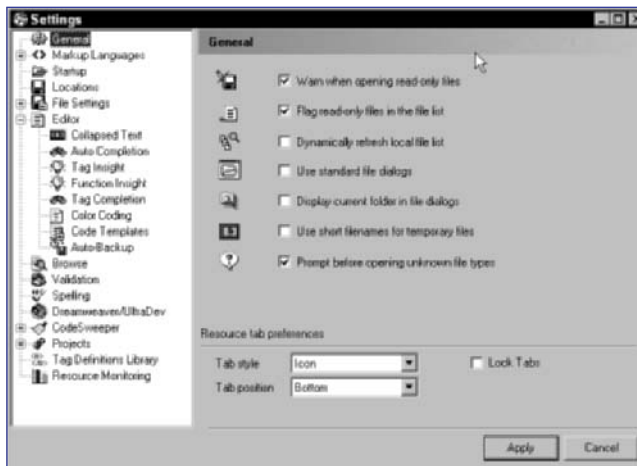 Settings
General
Markup Languages
Startup
Locations
File Settings
Editor
Collapsed Text
Auto Completion
Tag Insight
Function Insight
Tag Completion
Color Coding
Code Templates
Auto-Backup
Browse
Validation
Spelling
Dreamweaver/UltraDev
CodeSweeper
Projects
Tag Definitions Library
Resource Monitoring
General
Warn when opening read-only files
Flag read-only files in the file list
Dynamically refresh local file list
Use standard file dialogs
Display current folder in file dialogs
Use short filenames for temporary files
Prompt before opening unknown file types
Resource tab preferences
Tab style Icon Lock Tabs
Tab position Bottom
Apply Cancel